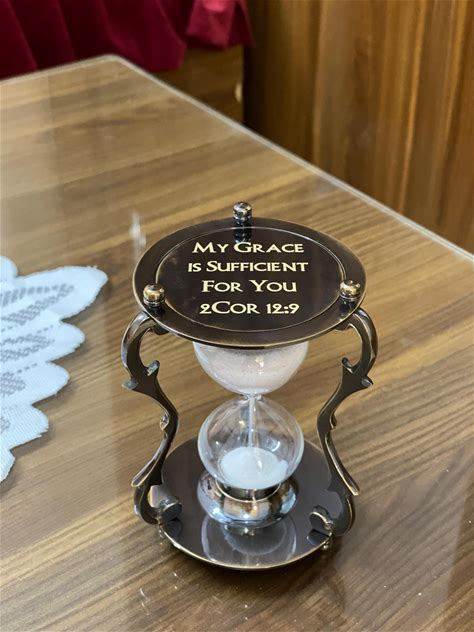 My Grace
is Sufficient
For You
2Cor 12:9